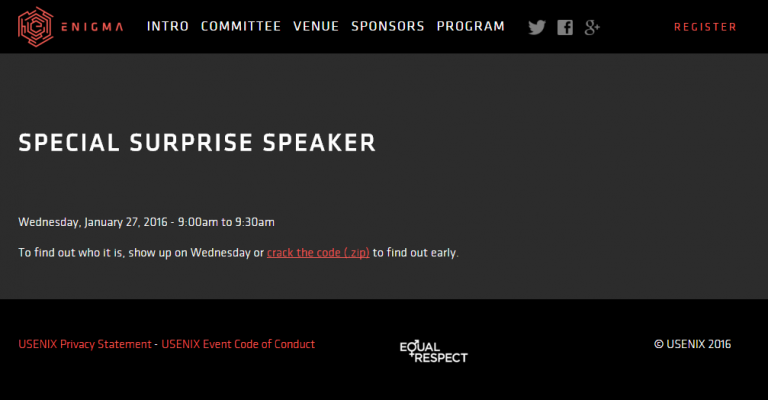 ENIGMA INTRO COMMITTEE VENUE SPONSORS PROGRAM REGISTER
SPECIAL SURPRISE SPEAKER
Wednesday, January 27, 2016 - 9:00am to 9:30am
To find out who it is, show up on Wednesday or crack the code (.zip) to find out early.
USENIX Privacy Statement - USENIX Event Code of Conduct
EQUAL
RESPECT
© USENIX 2016